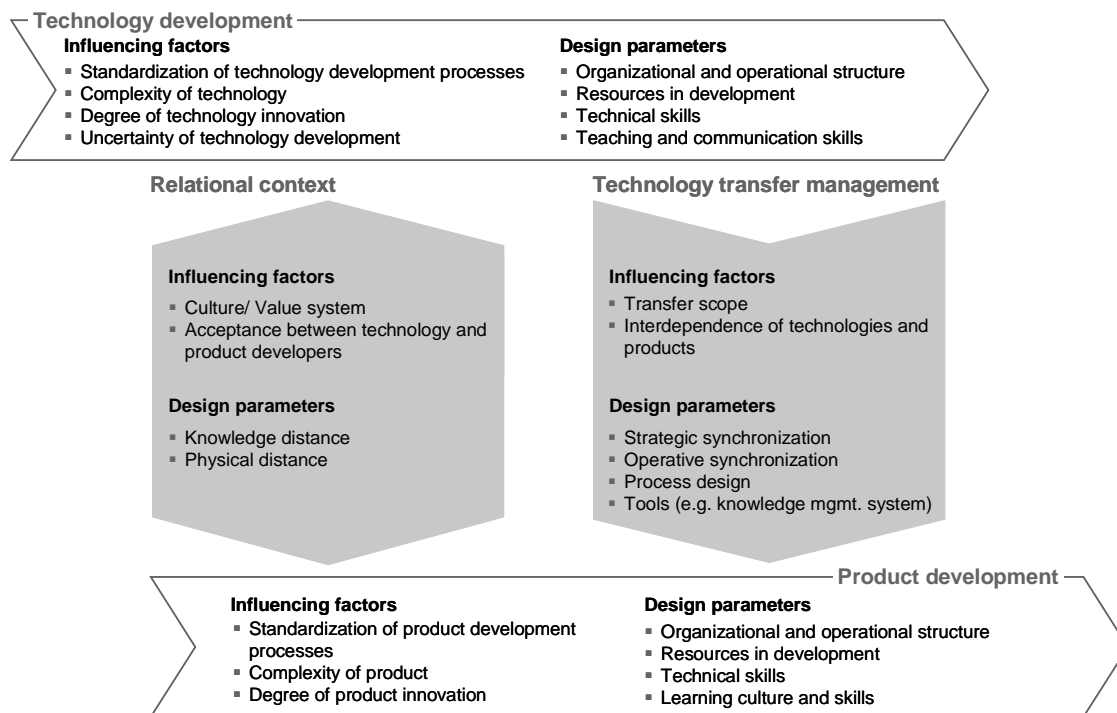 Technology development
Influencing factors
▪ Standardization of technology development processes
▪ Complexity of technology
▪ Degree of technology innovation
▪ Uncertainty of technology development
Design parameters
▪ Organizational and operational structure
▪ Resources in development
▪ Technical skills
▪ Teaching and communication skills
Relational context
Influencing factors
▪ Culture/ Value system
▪ Acceptance between technology and
product developers
Design parameters
▪ Knowledge distance
▪ Physical distance
Technology transfer management
Influencing factors
▪ Transfer scope
▪ Interdependence of technologies and
products
Design parameters
▪ Strategic synchronization
▪ Operative synchronization
▪ Process design
▪ Tools (e.g. knowledge mgmt. system)
Product development
Influencing factors
▪ Standardization of product development
processes
▪ Complexity of product
▪ Degree of product innovation
Design parameters
▪ Organizational and operational structure
▪ Resources in development
▪ Technical skills
▪ Learning culture and skills